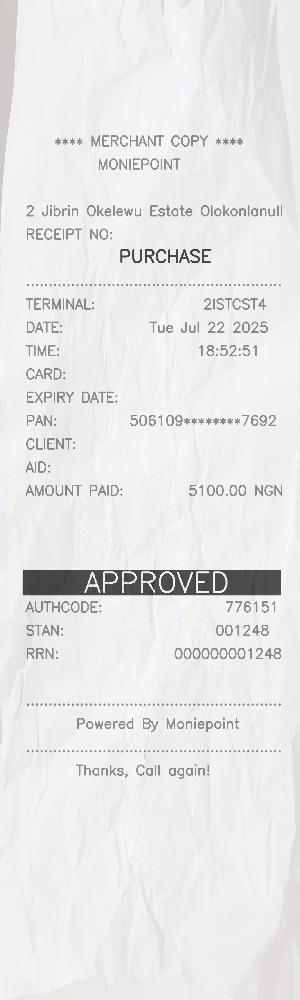 **** MERCHANT COPY ****
MONIEPOINT
2 Jibrin Okelewu Estate Olokonlanull
RECEIPT NO:
PURCHASE
TERMINAL: 2ISTCST4
DATE: Tue Jul 22 2025
TIME: 18:52:51
CARD:
EXPIRY DATE:
PAN: 506109********7692
CLIENT:
AID:
AMOUNT PAID: 5100.00 NGN
APPROVED
AUTHCODE: 776151
STAN: 001248
RRN: 000000001248
Powered By Moniepoint
Thanks, Call again!